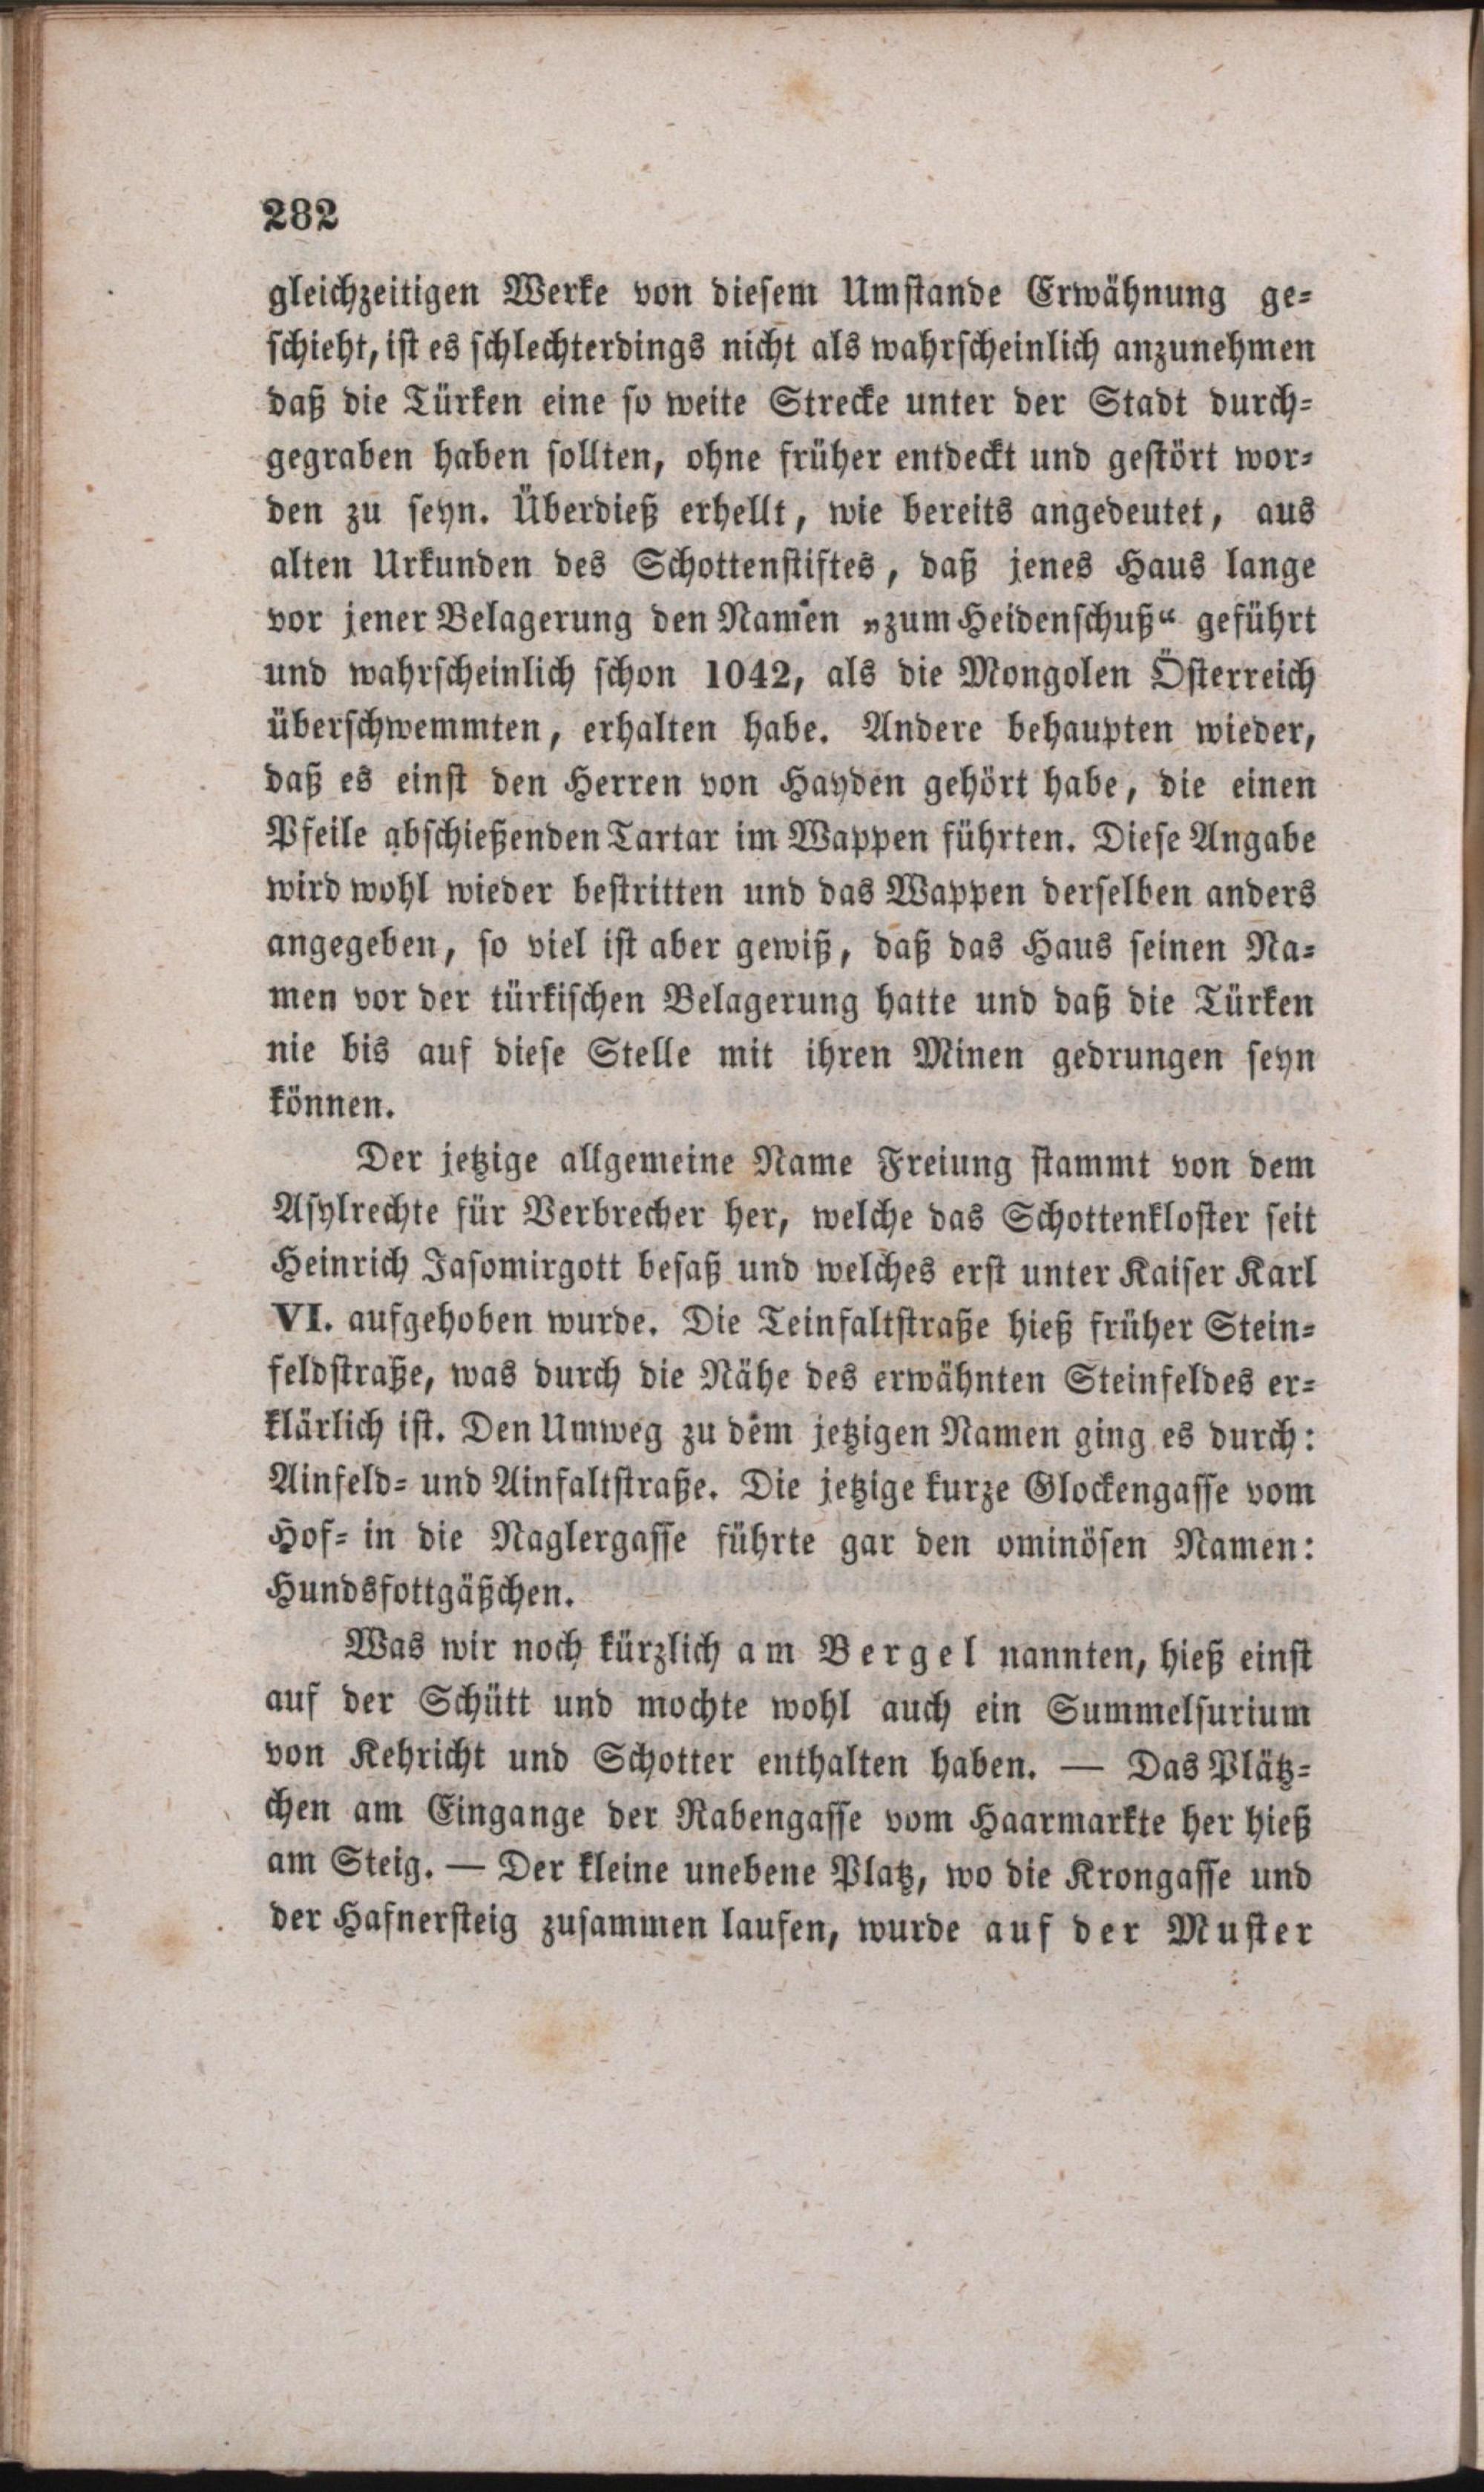 282
gleichzeitigen Werke von diesem Umstande Erwähnung ge-
schieht, ist es schlechterdings nicht als wahrscheinlich anzunehmen
daß die Türken eine so weite Strecke unter der Stadt durch-
gegraben haben sollten, ohne früher entdeckt und gestört wor-
den zu seyn. Überdieß erhellt, wie bereits angedeutet, aus
alten Urkunden des Schottenstiftes, daß jenes Haus lange
vor jener Belagerung den Namen „zum Heidenschuß“ geführt
und wahrscheinlich schon 1042, als die Mongolen Österreich
überschwemmten, erhalten habe. Andere behaupten wieder,
daß es einst den Herren von Hayden gehört habe, die einen
Pfeile abschießenden Tartar im Wappen führten. Diese Angabe
wird wohl wieder bestritten und das Wappen derselben anders
angegeben, so viel ist aber gewiß, daß das Haus seinen Na-
men vor der türkischen Belagerung hatte und daß die Türken
nie bis auf diese Stelle mit ihren Minen gedrungen seyn
können.
Der jetzige allgemeine Name Freiung stammt von dem
Asylrechte für Verbrecher her, welche das Schottenkloster seit
Heinrich Jasomirgott besaß und welches erst unter Kaiser Karl
VI. aufgehoben wurde. Die Teinfaltstraße hieß früher Stein-
feldstraße, was durch die Nähe des erwähnten Steinfeldes er-
klärlich ist. Den Umweg zu dem jetzigen Namen ging es durch:
Ainfeld- und Ainfaltstraße. Die jetzige kurze Glockengasse vom
Hof- in die Naglergasse führte gar den ominösen Namen:
Hundsfottgäßchen.
Was wir noch kürzlich am Bergel nannten, hieß einst
auf der Schütt und mochte wohl auch ein Summelsurium
von Kehricht und Schotter enthalten haben. — Das Plätz-
chen am Eingange der Rabengasse vom Haarmarkte her hieß
am Steig. — Der kleine unebene Platz, wo die Krongasse und
der Hafnersteig zusammen laufen, wurde auf der Muster